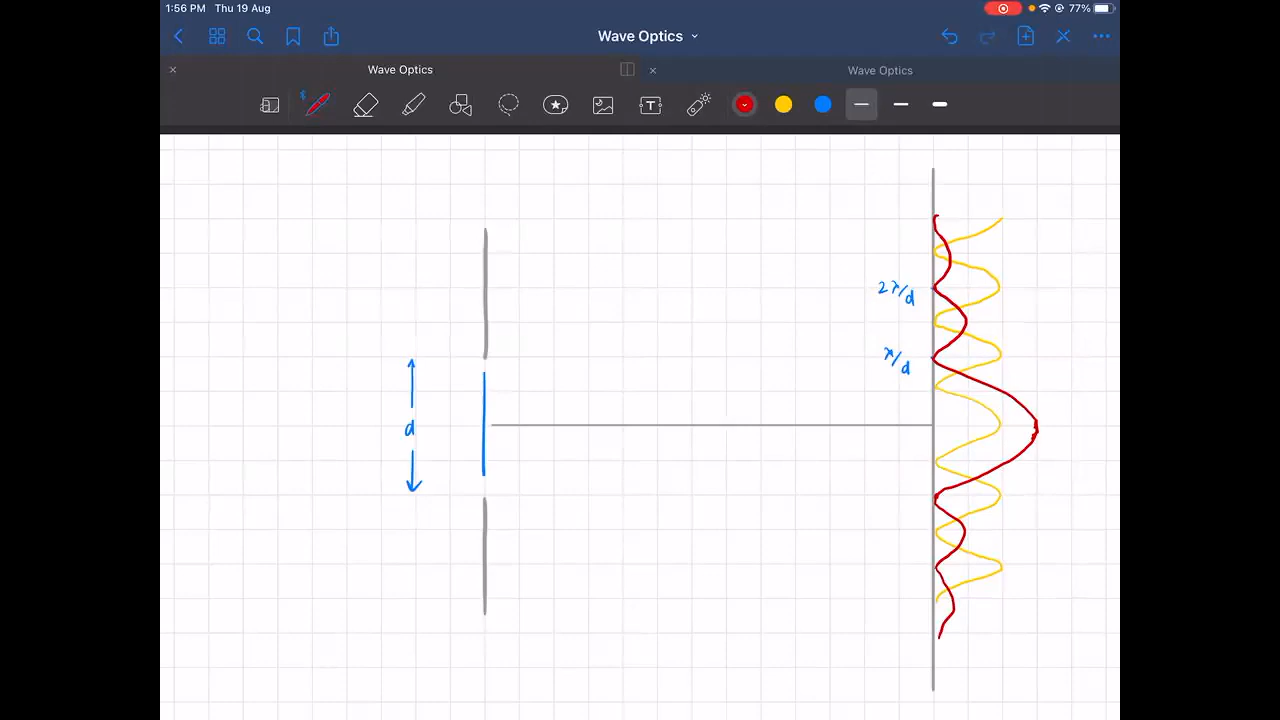 1:56 PM Thu 19 Aug
77%
Wave Optics
Wave Optics
Wave Optics
T
2λ/d
λ/d
d